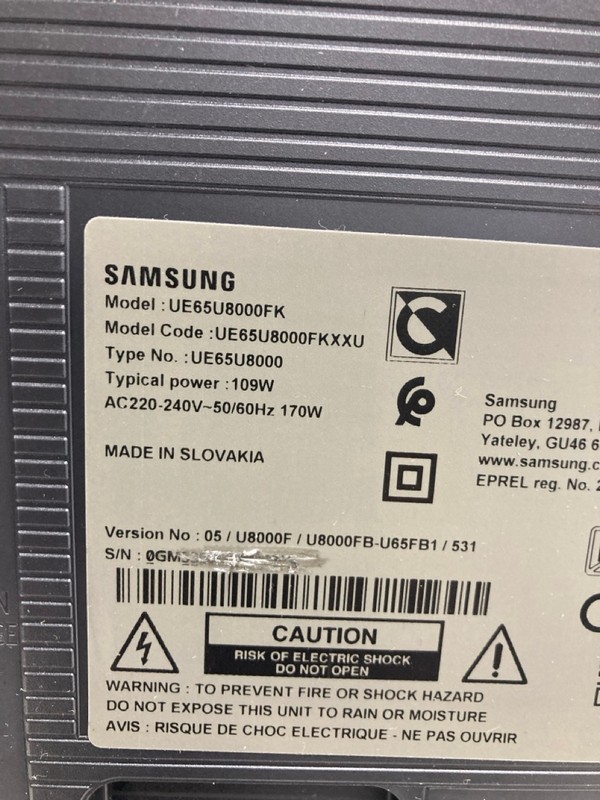 SAMSUNG
Model : UE65U8000FK
Model Code : UE65U8000FKXXU
Type No. : UE65U8000
Typical power : 109W
AC220-240V~50/60Hz 170W
MADE IN SLOVAKIA
Samsung
PO Box 12987,
Yateley, GU46 6
www.samsung.c
EPREL reg. No. 2
Version No : 05 / U8000F / U8000FB-U65FB1 / 531
S/N : 0GM
CAUTION
RISK OF ELECTRIC SHOCK
DO NOT OPEN
WARNING : TO PREVENT FIRE OR SHOCK HAZARD
DO NOT EXPOSE THIS UNIT TO RAIN OR MOISTURE
AVIS : RISQUE DE CHOC ELECTRIQUE - NE PAS OUVRIR